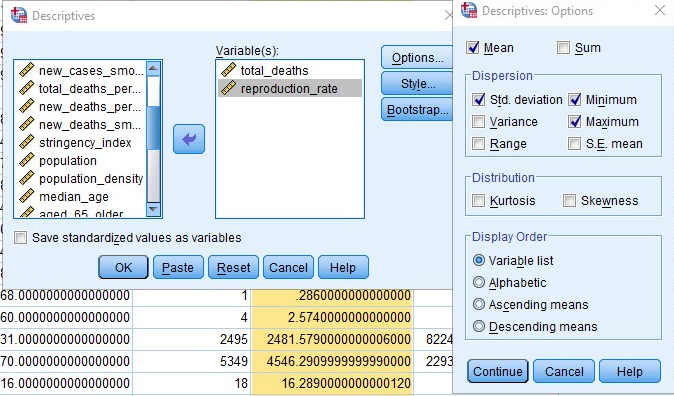 Descriptives
Variable(s):
new_cases_smo...
total_deaths_per...
new_deaths_per...
new_deaths_smo...
stringency_index
population
population_density
median_age
aged_65_older
total_deaths
reproduction_rate
Options...
Style...
Bootstrap...
Save standardized values as variables
OK
Paste
Reset
Cancel
Help
68.0000000000000000 1 .2860000000000000
60.0000000000000000 4 2.5740000000000000
31.0000000000000000 2495 2481.5790000000006000 8224
70.0000000000000000 5349 4546.2909999999990000 2293
16.0000000000000000 18 16.2890000000000120
Descriptives: Options
Mean Sum
Dispersion
Std. deviation Minimum
Variance Maximum
Range S.E. mean
Distribution
Kurtosis Skewness
Display Order
Variable list
Alphabetic
Ascending means
Descending means
Continue Cancel Help